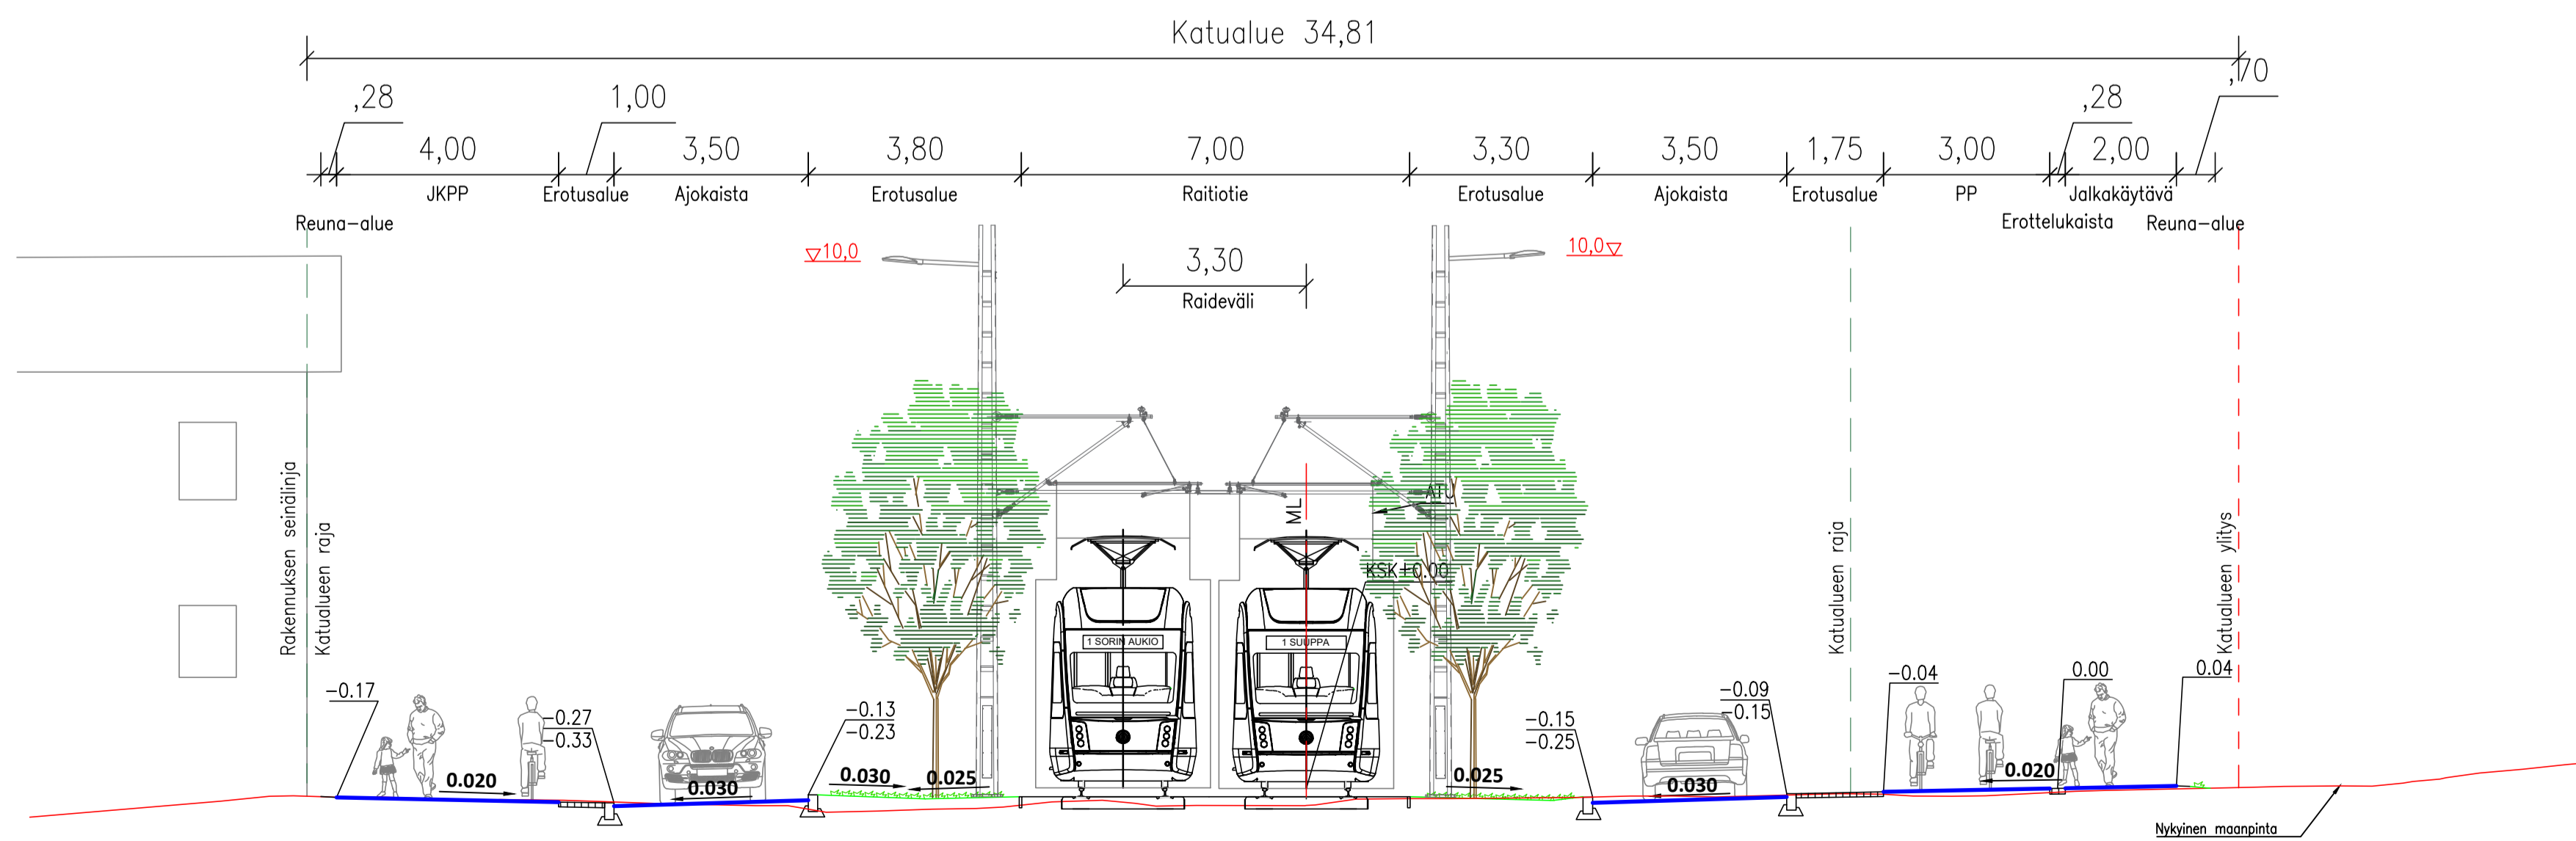 Katualue 34,81
,70
,28
1,00
,28
4,00
3,50
3,80
7,00
3,30
3,50
1,75
3,00
2,00
JKPP
Erotusalue
Ajokaista
Erotusalue
Raitiotie
Erotusalue
Ajokaista
Erotusalue
PP
Jalkakäytävä
Reuna-alue
Erottelukaista
Reuna-alue
10,0
10,0
3,30
Raideväli
Rakennuksen seinälinja
Katualueen raja
ATU
ML
Katualueen raja
Katualueen ylitys
KSK±0.00
1 SORIN AUKIO
1 SUUPPA
-0.17
-0.27
-0.33
-0.13
-0.23
-0.15
-0.25
-0.09
-0.15
-0.04
0.00
0.04
0.020
0.030
0.030
0.025
0.025
0.030
0.020
Nykyinen maanpinta